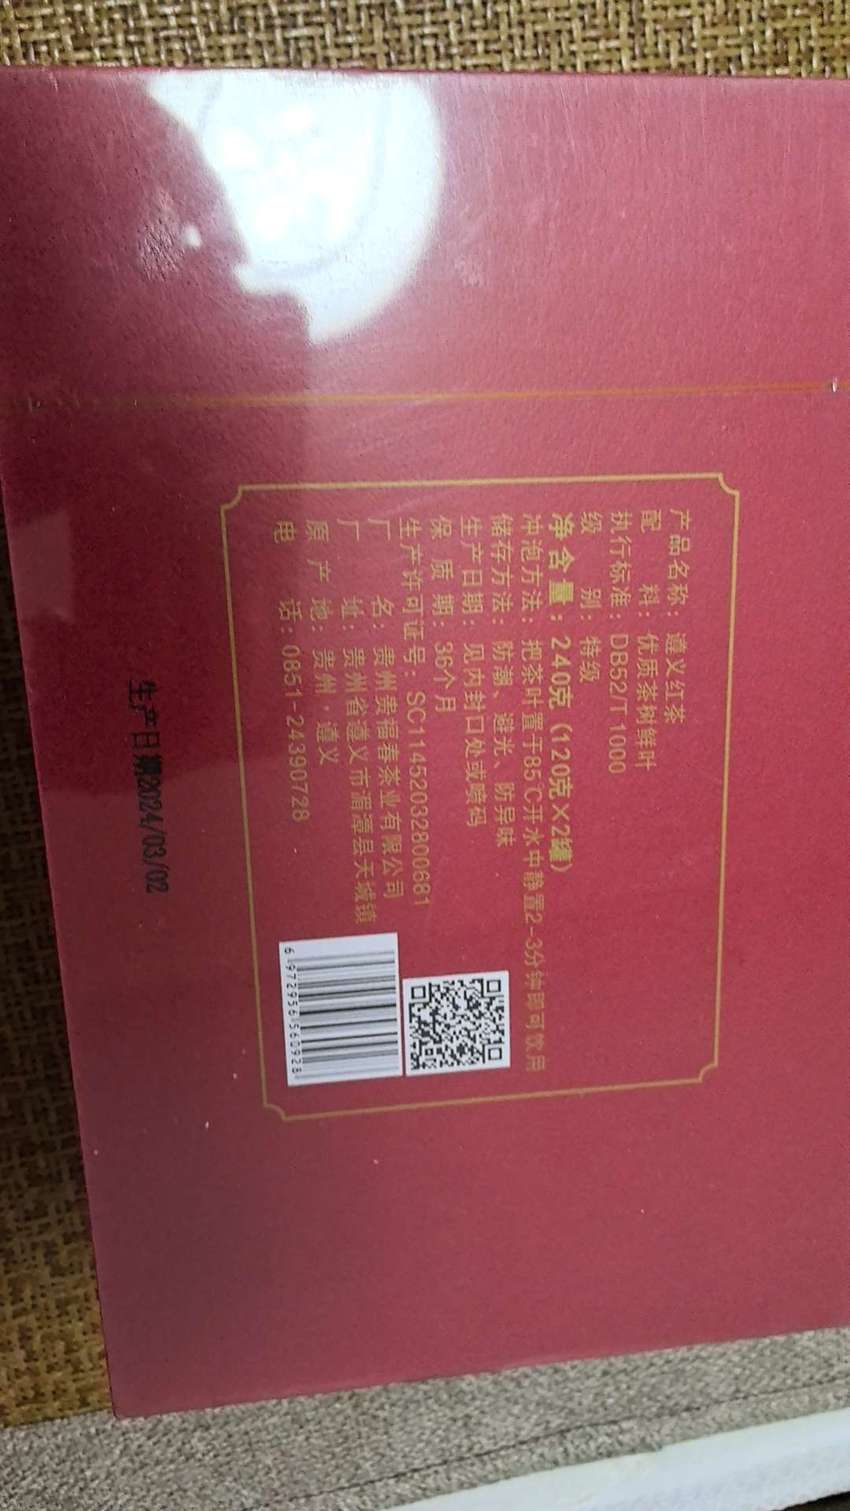 产品名称：遵义红茶
配 料：优质茶树鲜叶
执行标准：DB52/T 1000
级 别：特级
净含量：240克（120克×2罐）
冲泡方法：把茶叶置于85℃开水中静置2-3分钟即可饮用
储存方法：防潮、避光、防异味
生产日期：见内封口处或喷码
保 质 期：36个月
生产许可证号：SC11452032800681
厂 名：贵州贵福春茶业有限公司
厂 址：贵州省遵义市湄潭县天城镇
原 产 地：贵州·遵义
电 话：0851-24390728
69729561560928
生产日期2024/03/02